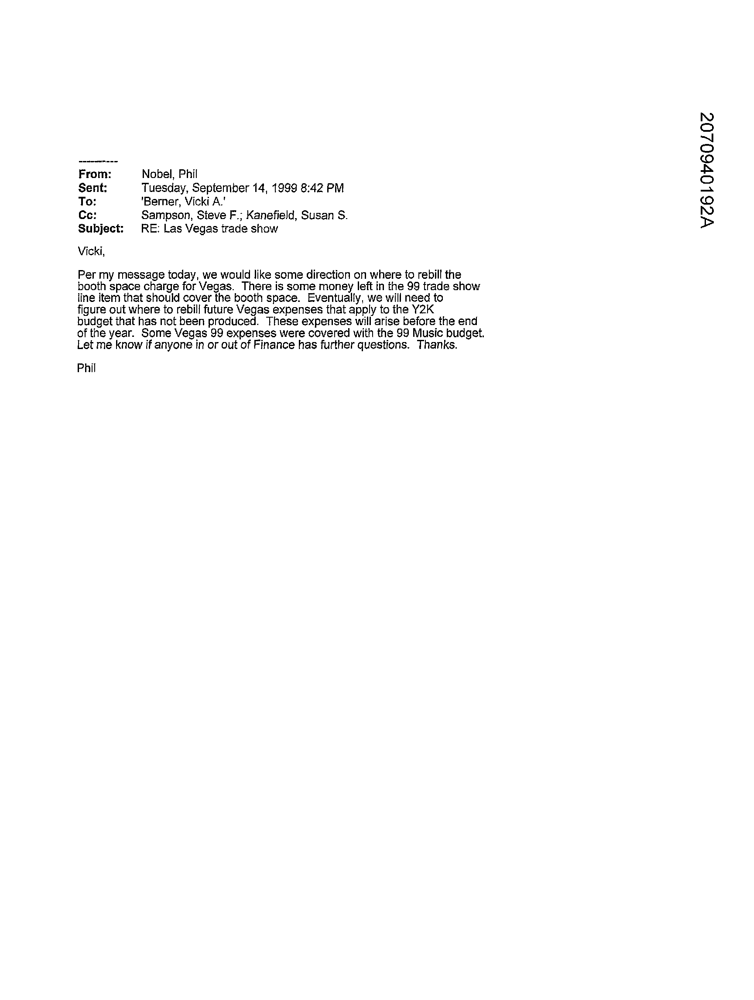 ----------
From: Nobel, Phil
Sent: Tuesday, September 14, 1999 8:42 PM
To: 'Berner, Vicki A.'
Cc: Sampson, Steve F.; Kanefield, Susan S.
Subject: RE: Las Vegas trade show
Vicki,
Per my message today, we would like some direction on where to rebill the
booth space charge for Vegas.  There is some money left in the 99 trade show
line item that should cover the booth space.  Eventually, we will need to
figure out where to rebill future Vegas expenses that apply to the Y2K
budget that has not been produced.  These expenses will arise before the end
of the year.  Some Vegas 99 expenses were covered with the 99 Music budget.
Let me know if anyone in or out of Finance has further questions.  Thanks.
Phil
2070940192A